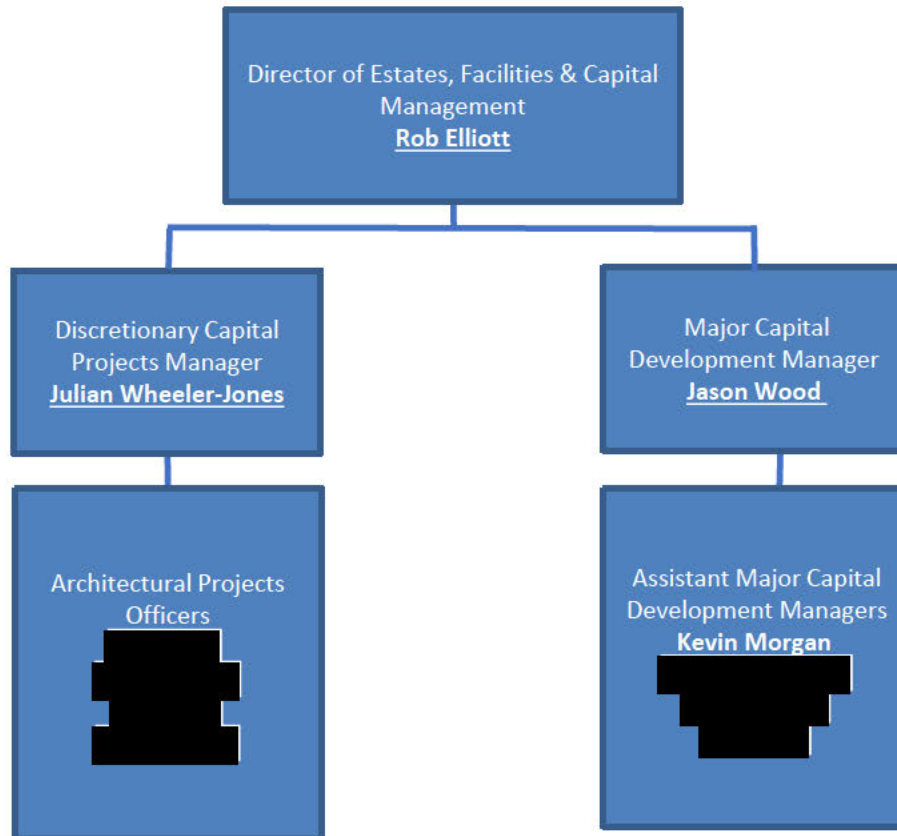 Director of Estates, Facilities & Capital
Management
Rob Elliott
Discretionary Capital
Projects Manager
Julian Wheeler-Jones
Major Capital
Development Manager
Jason Wood
Architectural Projects
Officers
Assistant Major Capital
Development Managers
Kevin Morgan